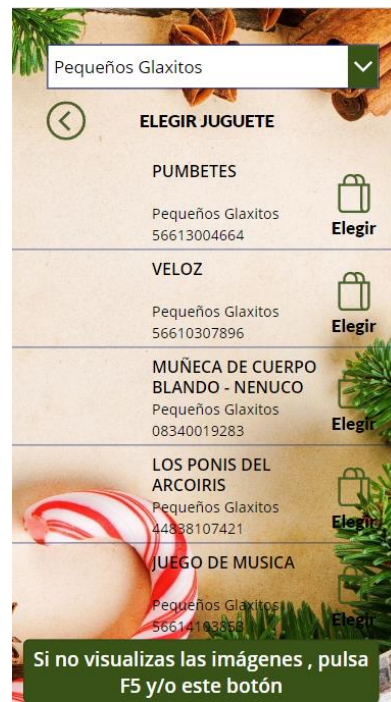 Pequeños Glaxitos
ELEGIR JUGUETE
PUMBETES
Pequeños Glaxitos
56613004664
Elegir
VELOZ
Pequeños Glaxitos
56610307896
Elegir
MUÑECA DE CUERPO
BLANDO - NENUCO
Pequeños Glaxitos
08340019283
Elegir
LOS PONIS DEL
ARCOIRIS
Pequeños Glaxitos
44838107421
Elegir
JUEGO DE MUSICA
Pequeños Glaxitos
56614103853
Elegir
Si no visualizas las imágenes , pulsa
F5 y/o este botón